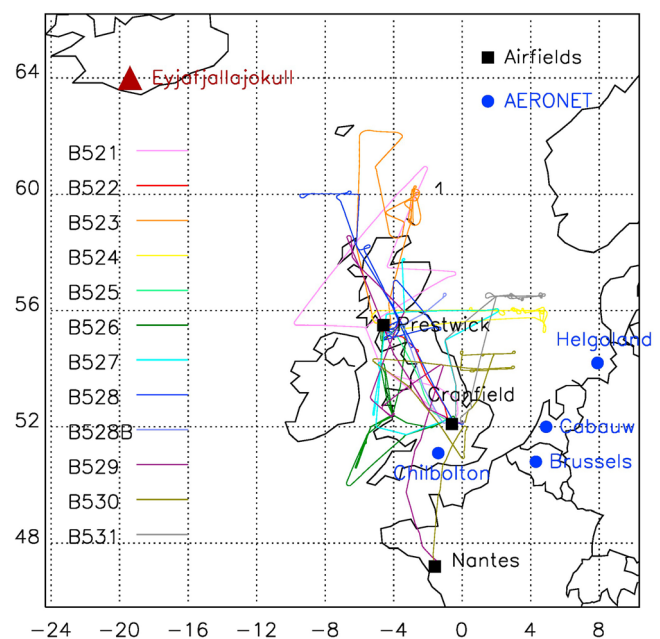 64
Eyjafjallajokull
Airfields
AERONET
B521
B522
60
1
B523
B524
B525
56
B526
Prestwick
Helgoland
B527
B528
Cranfield
52
B528B
Cabauw
B529
Chilbolton
Brussels
B530
B531
48
Nantes
-24 -20 -16 -12 -8 -4 0 4 8